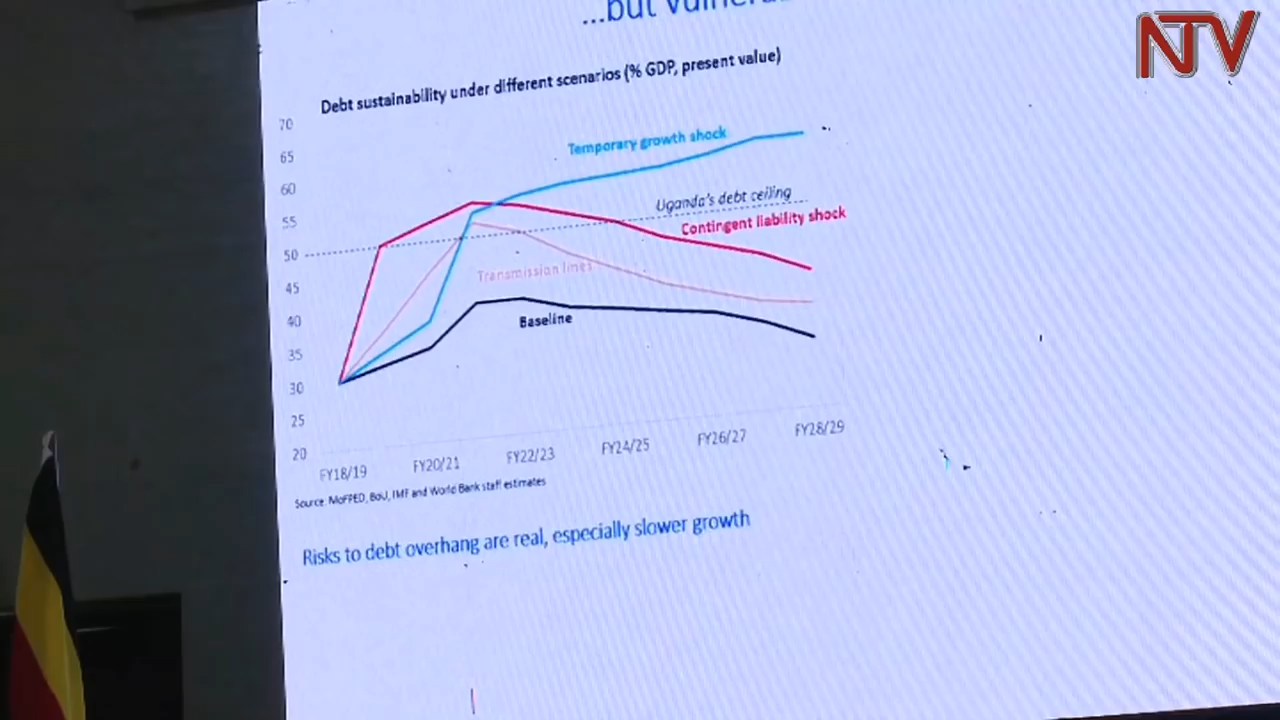 ...but
NTV
Debt sustainability under different scenarios (% GDP, present value)
70
65
60
55
50
45
40
35
30
25
20
Temporary growth shock
Uganda's debt ceiling
Contingent liability shock
Transmission lines
Baseline
FY18/19 FY20/21 FY22/23 FY24/25 FY26/27 FY28/29
Source: MoFPED, BoU, IMF and World Bank staff estimates
Risks to debt overhang are real, especially slower growth